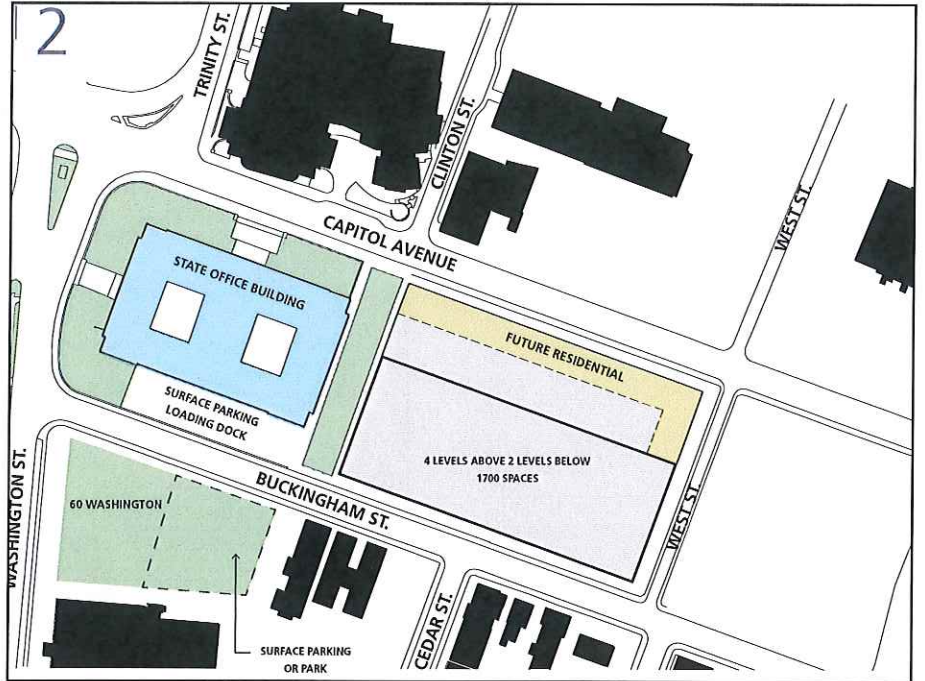 2
TRINITY ST.
CLINTON ST.
CAPITOL AVENUE
WEST ST.
STATE OFFICE BUILDING
FUTURE RESIDENTIAL
SURFACE PARKING
LOADING DOCK
4 LEVELS ABOVE 2 LEVELS BELOW
1700 SPACES
BUCKINGHAM ST.
WEST ST.
WASHINGTON ST.
60 WASHINGTON
CEDAR ST.
SURFACE PARKING
OR PARK